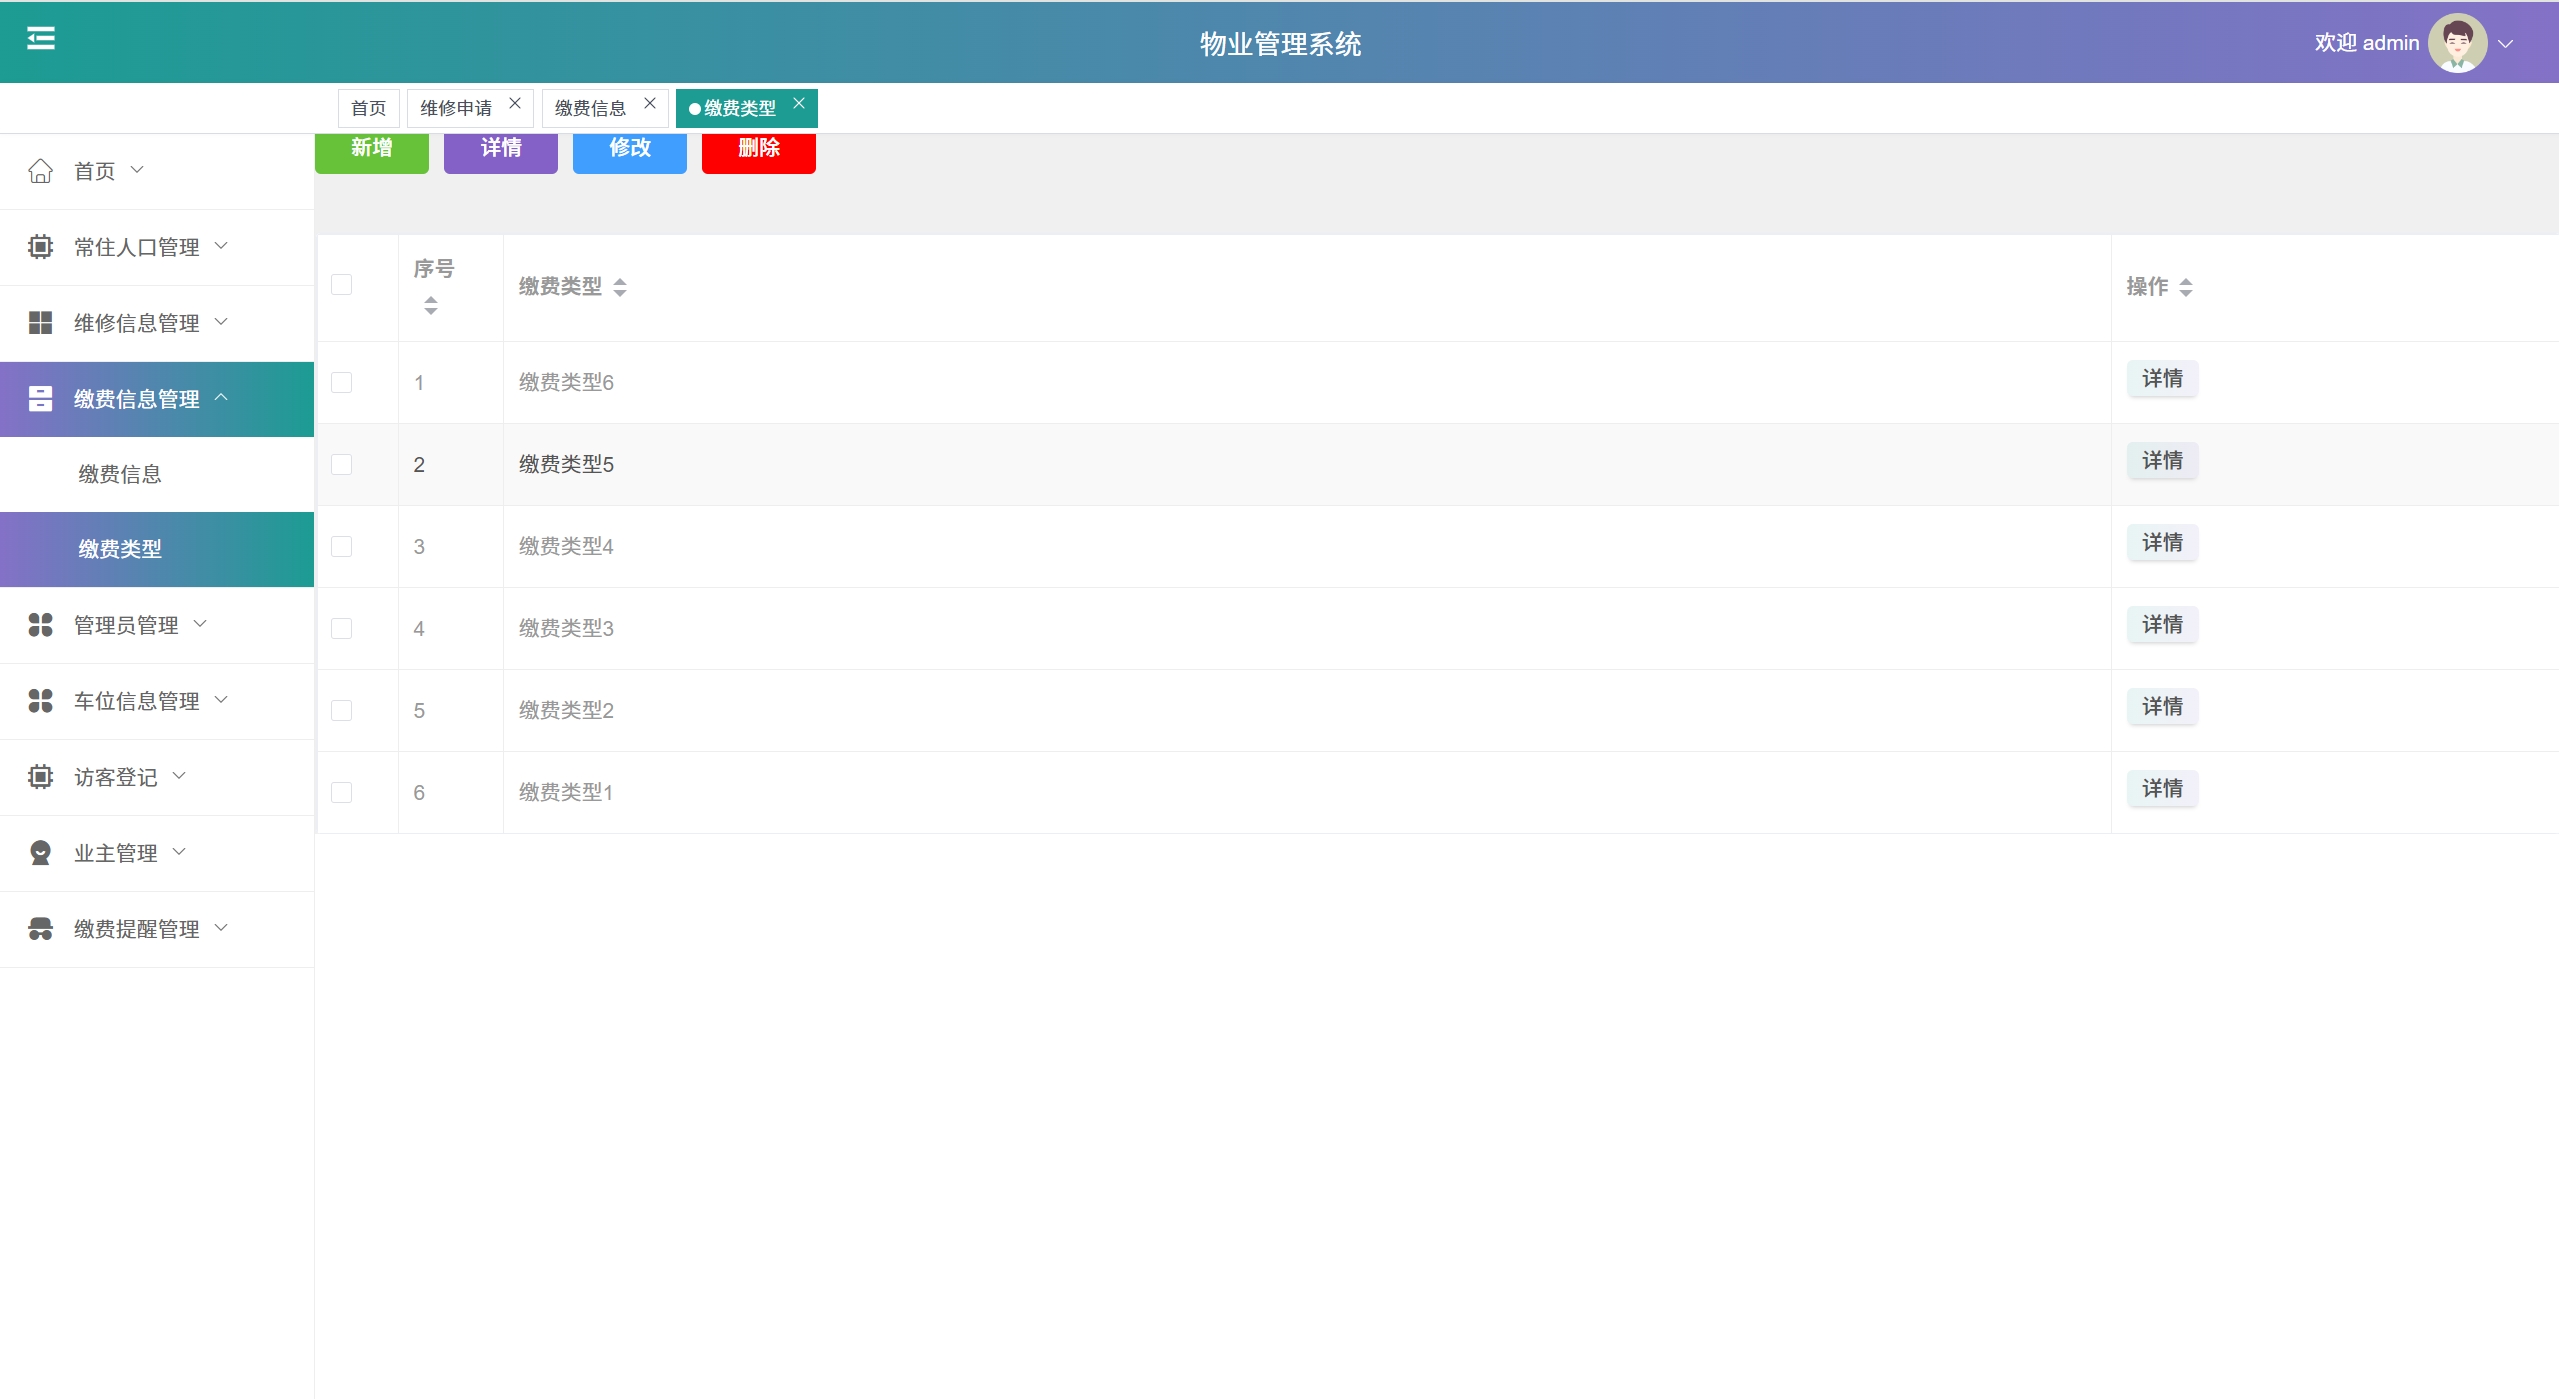 物业管理系统
欢迎 admin
首页 维修申请 缴费信息 缴费类型
新增 详情 修改 删除
首页
常住人口管理
维修信息管理
缴费信息管理
缴费信息
缴费类型
管理员管理
车位信息管理
访客登记
业主管理
缴费提醒管理
序号 缴费类型 操作
1 缴费类型6 详情
2 缴费类型5 详情
3 缴费类型4 详情
4 缴费类型3 详情
5 缴费类型2 详情
6 缴费类型1 详情